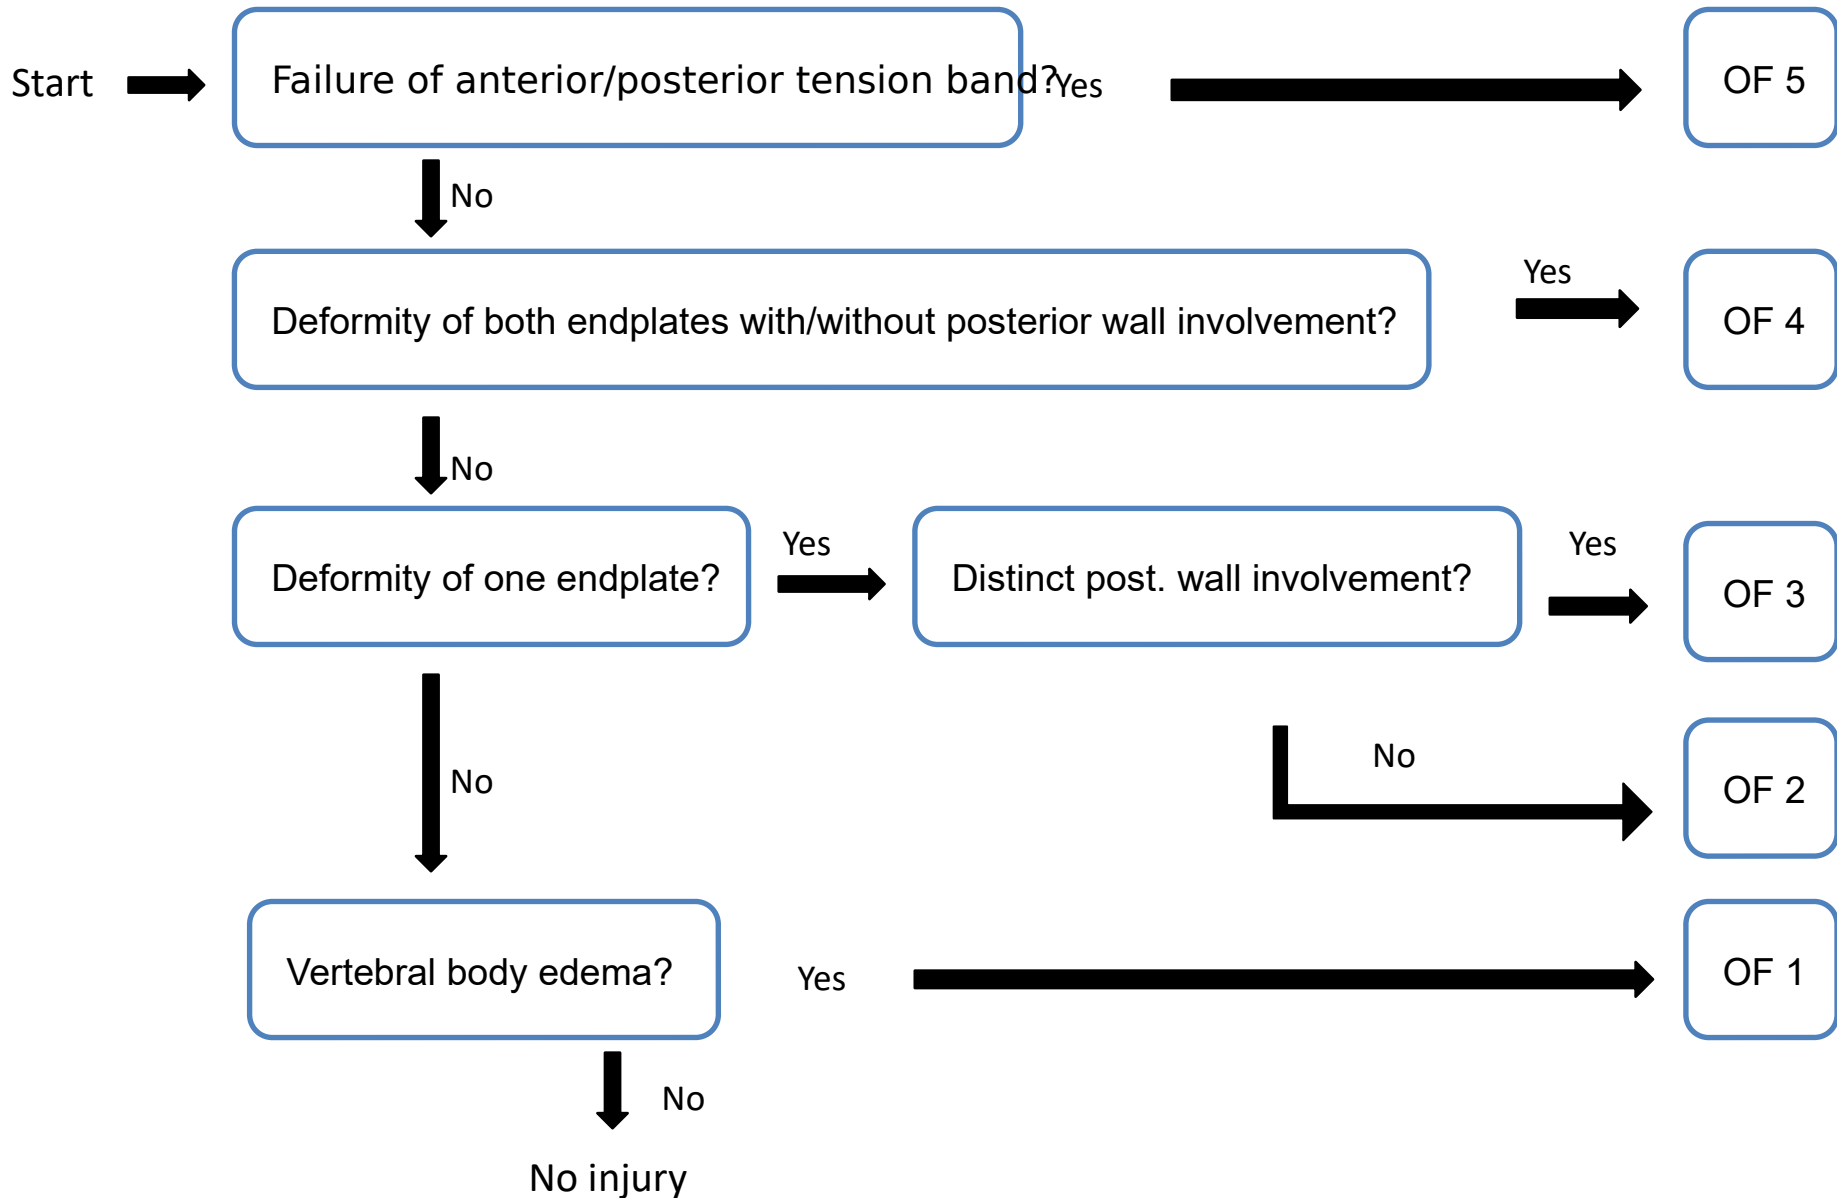 Start
Failure of anterior/posterior tension band?
Yes
OF 5
No
Deformity of both endplates with/without posterior wall involvement?
Yes
OF 4
No
Deformity of one endplate?
Yes
Distinct post. wall involvement?
Yes
OF 3
No
No
OF 2
Vertebral body edema?
Yes
OF 1
No
No injury